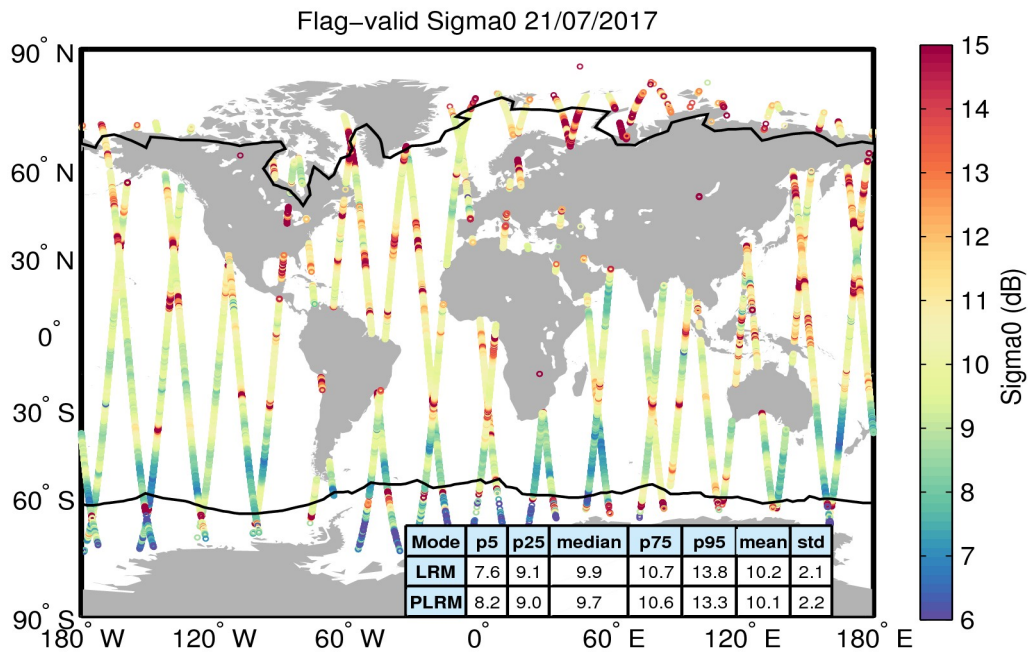 Flag–valid Sigma0 21/07/2017
90° N
60° N
30° N
0°
30° S
60° S
90° S
180° W
120° W
60° W
0°
60° E
120° E
180° E
Mode p5 p25 median p75 p95 mean std
LRM 7.6 9.1 9.9 10.7 13.8 10.2 2.1
PLRM 8.2 9.0 9.7 10.6 13.3 10.1 2.2
15
14
13
12
11
10
9
8
7
6
Sigma0 (dB)